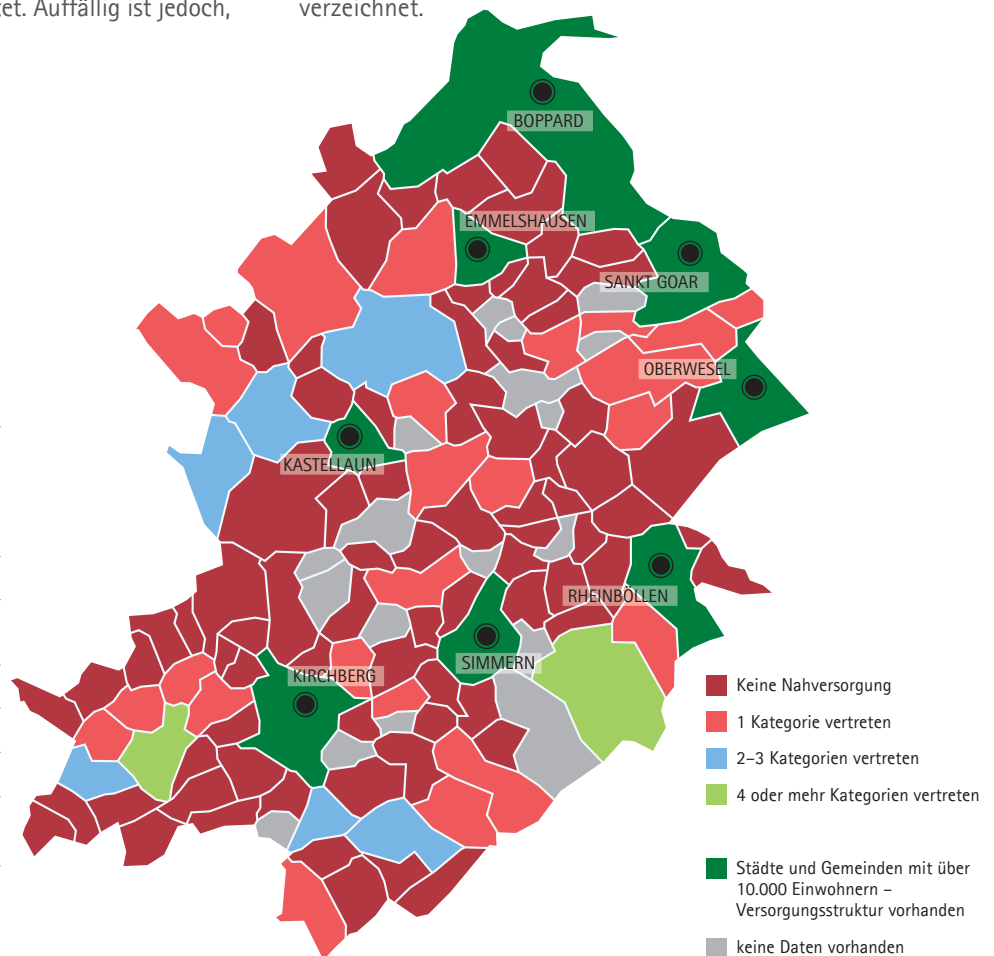 tet. Auffällig ist jedoch,
verzeichnet.
BOPPARD
EMMELSHAUSEN
SANKT GOAR
OBERWESEL
KASTELLAUN
RHEINBÖLLEN
SIMMERN
KIRCHBERG
Keine Nahversorgung
1 Kategorie vertreten
2–3 Kategorien vertreten
4 oder mehr Kategorien vertreten
Städte und Gemeinden mit über
10.000 Einwohnern –
Versorgungsstruktur vorhanden
keine Daten vorhanden